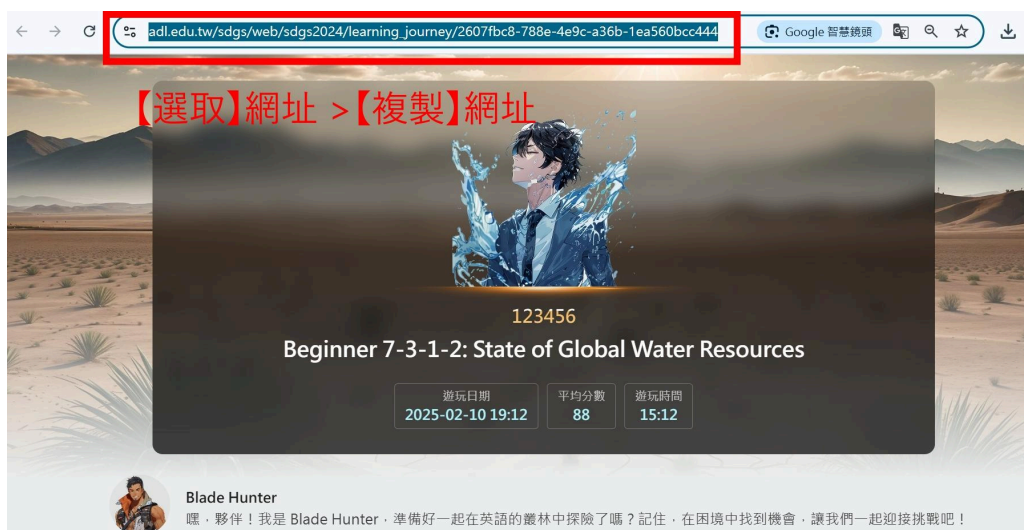 adl.edu.tw/sdgs/web/sdgs2024/learning_journey/2607fbc8-788e-4e9c-a36b-1ea560bcc444
Google 智慧鏡頭
【選取】網址 >【複製】網址
123456
Beginner 7-3-1-2: State of Global Water Resources
遊玩日期
2025-02-10 19:12
平均分數
88
遊玩時間
15:12
Blade Hunter
嘿，夥伴！我是 Blade Hunter，準備好一起在英語的叢林中探險了嗎？記住，在困境中找到機會，讓我們一起迎接挑戰吧！